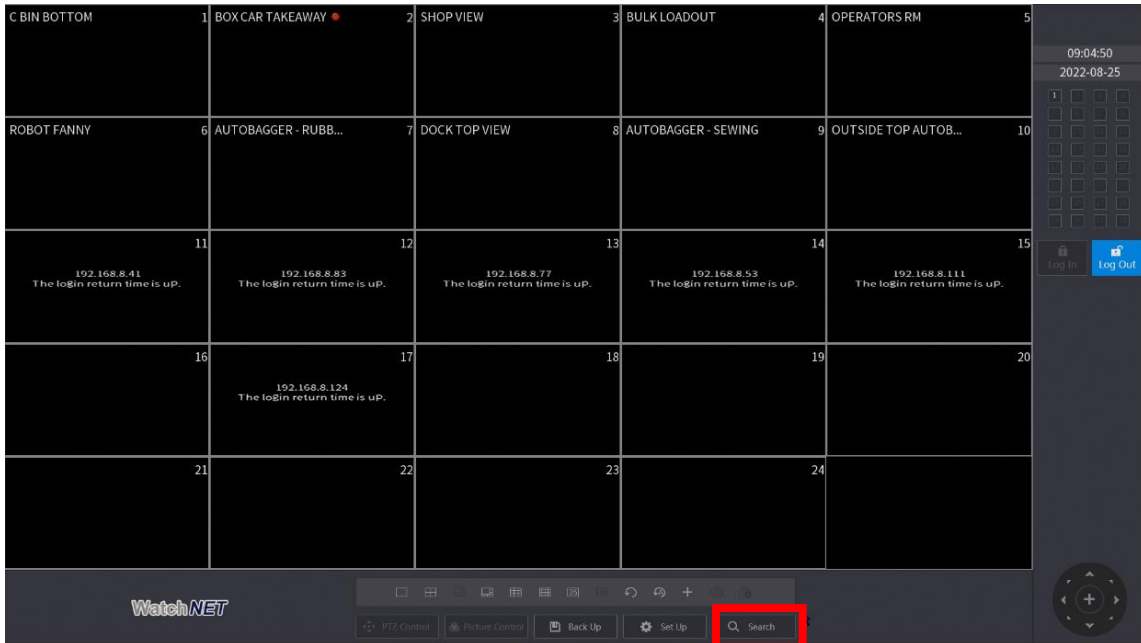 C BIN BOTTOM 1
BOX CAR TAKEAWAY 2
SHOP VIEW 3
BULK LOADOUT 4
OPERATORS RM 5
09:04:50
2022-08-25
1
ROBOT FANNY 6
AUTOBAGGER - RUBB... 7
DOCK TOP VIEW 8
AUTOBAGGER - SEWING 9
OUTSIDE TOP AUTOB... 10
11
192.168.8.41
The login return time is uP.
12
192.168.8.83
The login return time is uP.
13
192.168.8.77
The login return time is uP.
14
192.168.8.53
The login return time is uP.
15
192.168.8.111
The login return time is uP.
Log In
Log Out
16
17
192.168.8.124
The login return time is uP.
18
19
20
21
22
23
24
WatchNET
25
PTZ Control
Picture Control
Back Up
Set Up
Search